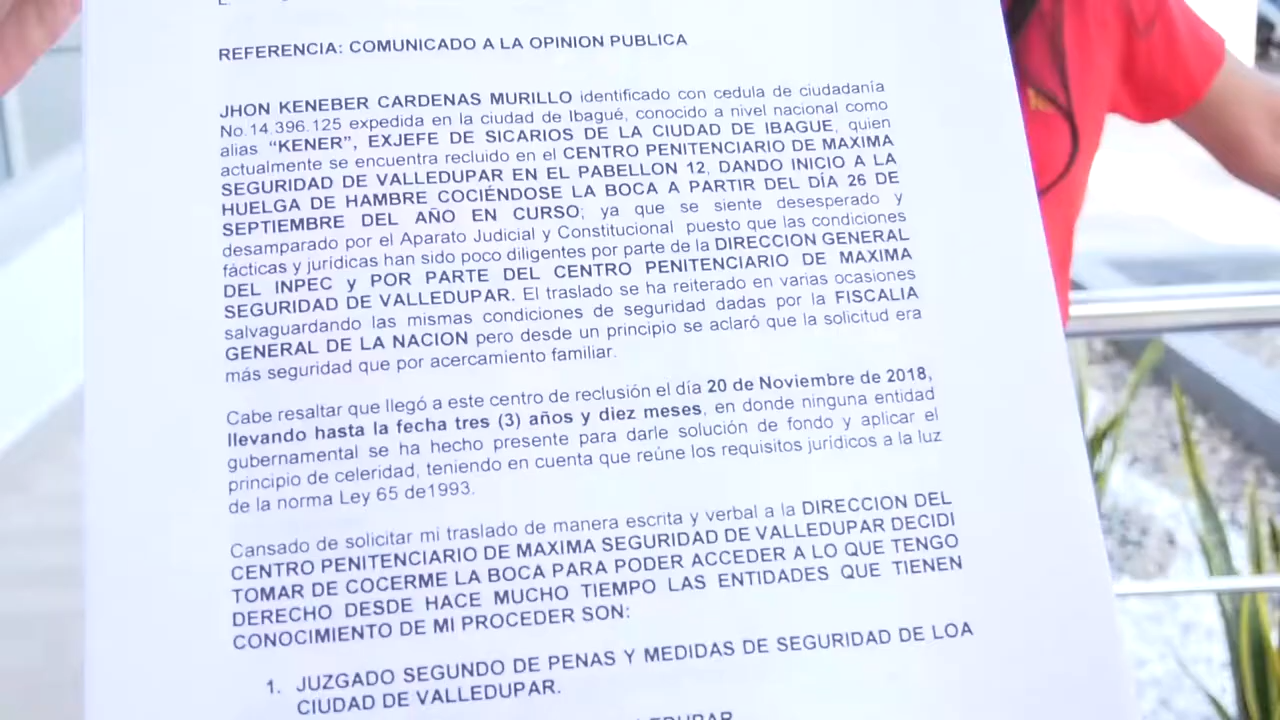 REFERENCIA: COMUNICADO A LA OPINION PUBLICA
JHON KENEBER CARDENAS MURILLO identificado con cedula de ciudadanía
No.14.396.125 expedida en la ciudad de Ibagué, conocido a nivel nacional como
alias “KENER”, EXJEFE DE SICARIOS DE LA CIUDAD DE IBAGUE, quien
actualmente se encuentra recluido en el CENTRO PENITENCIARIO DE MAXIMA
SEGURIDAD DE VALLEDUPAR EN EL PABELLON 12, DANDO INICIO A LA
HUELGA DE HAMBRE COCIÉNDOSE LA BOCA A PARTIR DEL DÍA 26 DE
SEPTIEMBRE DEL AÑO EN CURSO; ya que se siente desesperado y
desamparado por el Aparato Judicial y Constitucional puesto que las condiciones
fácticas y jurídicas han sido poco diligentes por parte de la DIRECCION GENERAL
DEL INPEC y POR PARTE DEL CENTRO PENITENCIARIO DE MAXIMA
SEGURIDAD DE VALLEDUPAR. El traslado se ha reiterado en varias ocasiones
salvaguardando las mismas condiciones de seguridad dadas por la FISCALIA
GENERAL DE LA NACION pero desde un principio se aclaró que la solicitud era
más seguridad que por acercamiento familiar.
Cabe resaltar que llegó a este centro de reclusión el día 20 de Noviembre de 2018,
llevando hasta la fecha tres (3) años y diez meses, en donde ninguna entidad
gubernamental se ha hecho presente para darle solución de fondo y aplicar el
principio de celeridad, teniendo en cuenta que reúne los requisitos jurídicos a la luz
de la norma Ley 65 de1993.
Cansado de solicitar mi traslado de manera escrita y verbal a la DIRECCION DEL
CENTRO PENITENCIARIO DE MAXIMA SEGURIDAD DE VALLEDUPAR DECIDI
TOMAR DE COCERME LA BOCA PARA PODER ACCEDER A LO QUE TENGO
DERECHO DESDE HACE MUCHO TIEMPO LAS ENTIDADES QUE TIENEN
CONOCIMIENTO DE MI PROCEDER SON:
1. JUZGADO SEGUNDO DE PENAS Y MEDIDAS DE SEGURIDAD DE LOA
CIUDAD DE VALLEDUPAR.